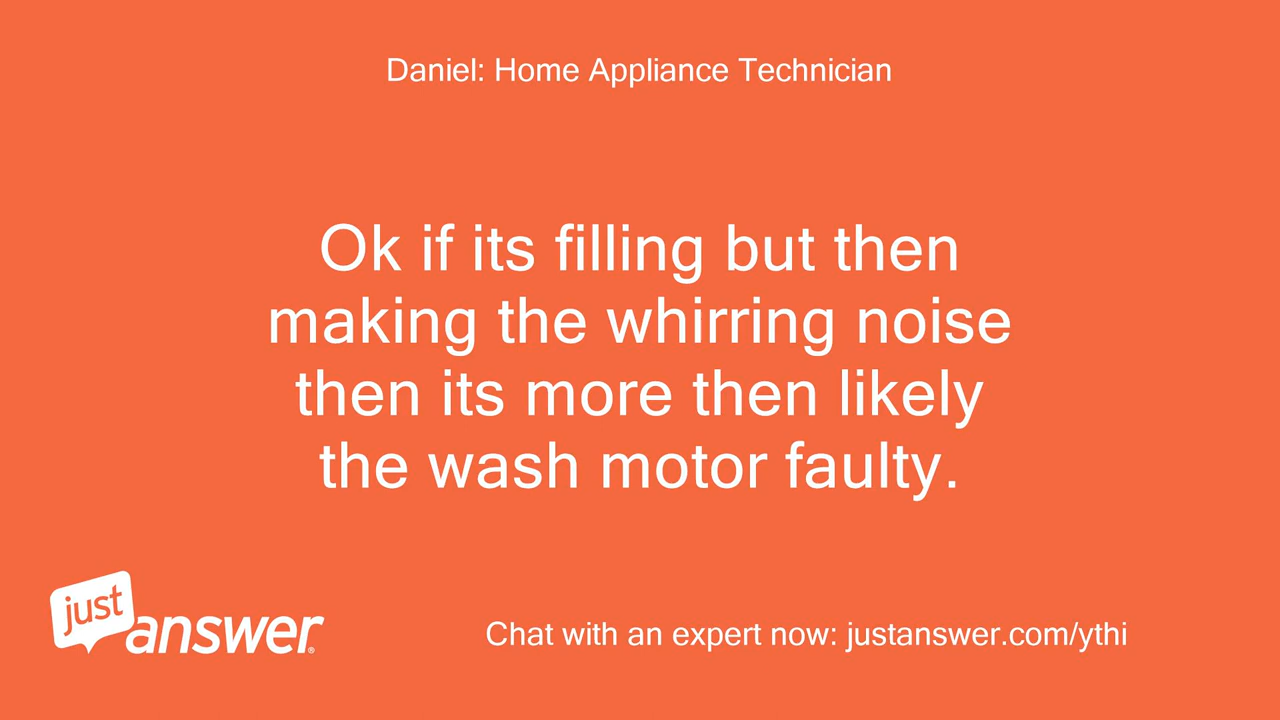 Daniel: Home Appliance Technician
Ok if its filling but then
making the whirring noise
then its more then likely
the wash motor faulty.
just
answer®
Chat with an expert now: justanswer.com/ythi